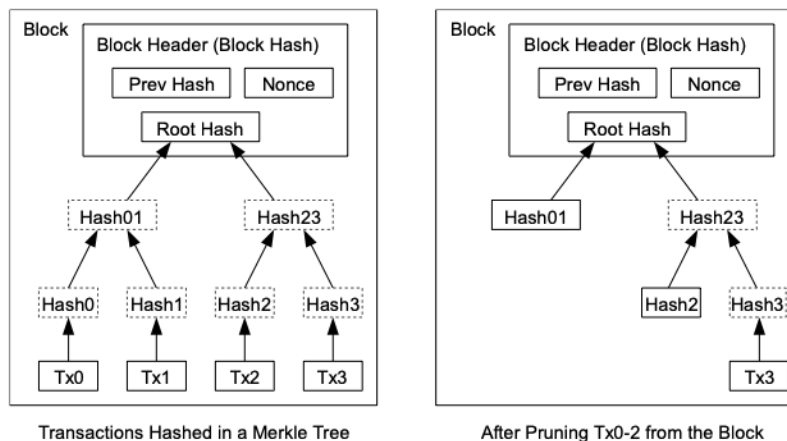 Block
Block Header (Block Hash)
Prev Hash
Nonce
Root Hash
Hash01
Hash23
Hash0
Hash1
Hash2
Hash3
Tx0
Tx1
Tx2
Tx3
Transactions Hashed in a Merkle Tree
Block
Block Header (Block Hash)
Prev Hash
Nonce
Root Hash
Hash01
Hash23
Hash2
Hash3
Tx3
After Pruning Tx0-2 from the Block